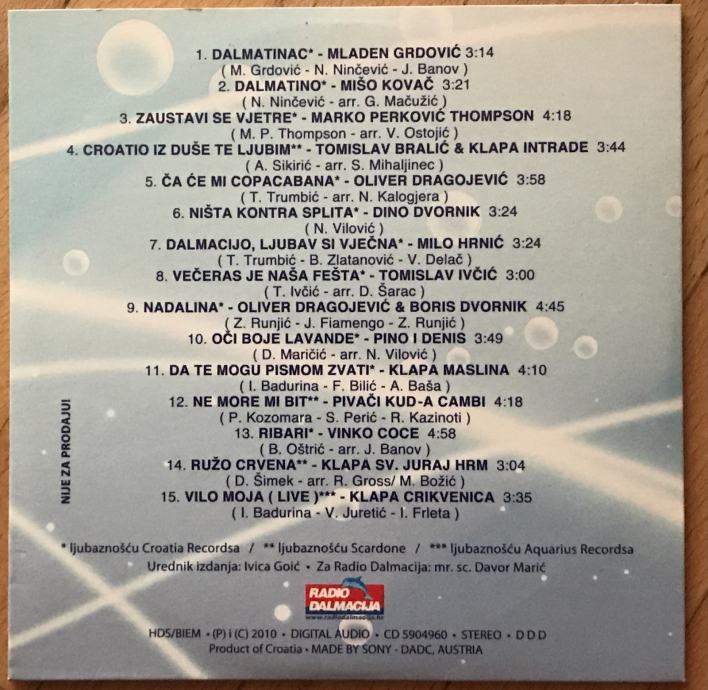 1. DALMATINAC* - MLADEN GRDOVIĆ 3:14
( M. Grdović - N. Ninčević - J. Banov )
2. DALMATINO* - MIŠO KOVAČ 3:21
( N. Ninčević - arr. G. Mačužić )
3. ZAUSTAVI SE VJETRE* - MARKO PERKOVIĆ THOMPSON 4:18
( M. P. Thompson - arr. V. Ostojić )
4. CROATIO IZ DUŠE TE LJUBIM** - TOMISLAV BRALIĆ & KLAPA INTRADE 3:44
( A. Sikirić - arr. S. Mihaljinec )
5. ČA ĆE MI COPACABANA* - OLIVER DRAGOJEVIĆ 3:58
( T. Trumbić - arr. N. Kalogjera )
6. NIŠTA KONTRA SPLITA* - DINO DVORNIK 3:24
( N. Vilović )
7. DALMACIJO, LJUBAV SI VJEČNA* - MILO HRNIĆ 3:24
( T. Trumbić - B. Zlatanović - V. Delač )
8. VEČERAS JE NAŠA FEŠTA* - TOMISLAV IVČIĆ 3:00
( T. Ivčić - arr. D. Šarac )
9. NADALINA* - OLIVER DRAGOJEVIĆ & BORIS DVORNIK 4:45
( Z. Runjić - J. Fiamengo - Z. Runjić )
10. OČI BOJE LAVANDE* - PINO I DENIS 3:49
( D. Maričić - arr. N. Vilović )
11. DA TE MOGU PISMOM ZVATI* - KLAPA MASLINA 4:10
( I. Badurina - F. Bilić - A. Baša )
12. NE MORE MI BIT** - PIVAČI KUD-A CAMBI 4:18
( P. Kozomara - S. Perić - R. Kazinoti )
13. RIBARI* - VINKO COCE 4:58
( B. Oštrić - arr. J. Banov )
14. RUŽO CRVENA** - KLAPA SV. JURAJ HRM 3:04
( D. Šimek - arr. R. Gross/ M. Božić )
15. VILO MOJA ( LIVE )*** - KLAPA CRIKVENICA 3:35
( I. Badurina - V. Juretić - I. Frleta )
NIJE ZA PRODAJU!
* ljubaznošću Croatia Recordsa / ** ljubaznošću Scardone / *** ljubaznošću Aquarius Recordsa
Urednik izdanja: Ivica Goić • Za Radio Dalmacija: mr. sc. Davor Marić
RADIO
DALMACIJA
www.radiodalmacija.hr
HDS/BIEM • (P) i (C) 2010 • DIGITAL AUDIO • CD 5904960 • STEREO • D D D
Product of Croatia • MADE BY SONY - DADC, AUSTRIA